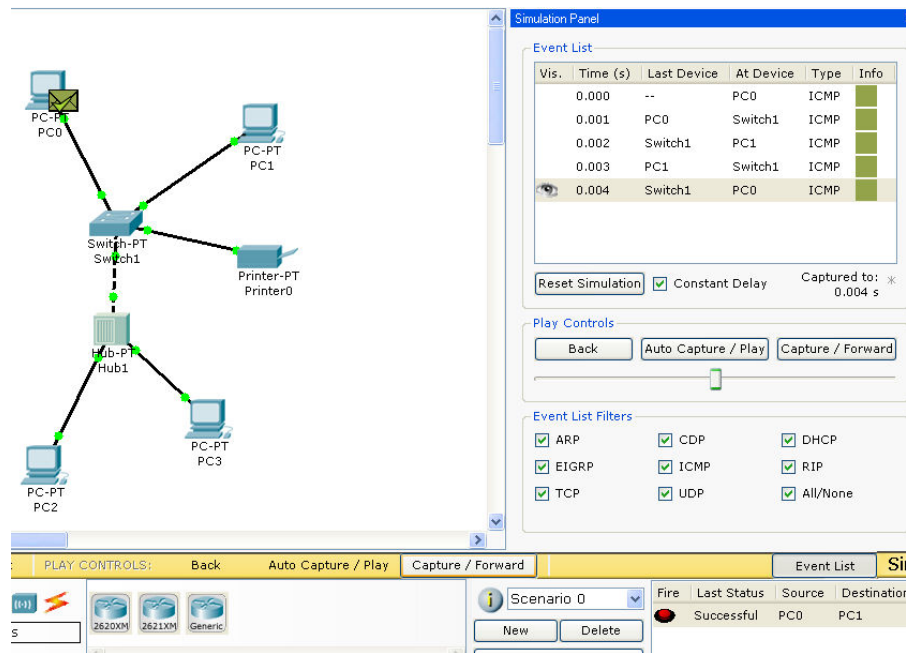 Simulation Panel
Event List
Vis. Time (s) Last Device At Device Type Info
0.000 -- PC0 ICMP
0.001 PC0 Switch1 ICMP
0.002 Switch1 PC1 ICMP
0.003 PC1 Switch1 ICMP
0.004 Switch1 PC0 ICMP
Reset Simulation Constant Delay Captured to: *
0.004 s
Play Controls
Back Auto Capture / Play Capture / Forward
Event List Filters
ARP CDP DHCP
EIGRP ICMP RIP
TCP UDP All/None
PC-PT
PC0
PC-PT
PC1
Switch-PT
Switch1
Printer-PT
Printer0
Hub-PT
Hub1
PC-PT
PC3
PC-PT
PC2
PLAY CONTROLS: Back Auto Capture / Play Capture / Forward Event List Si
s
2620XM 2621XM Generic
i Scenario 0
New Delete
Fire Last Status Source Destination
Successful PC0 PC1